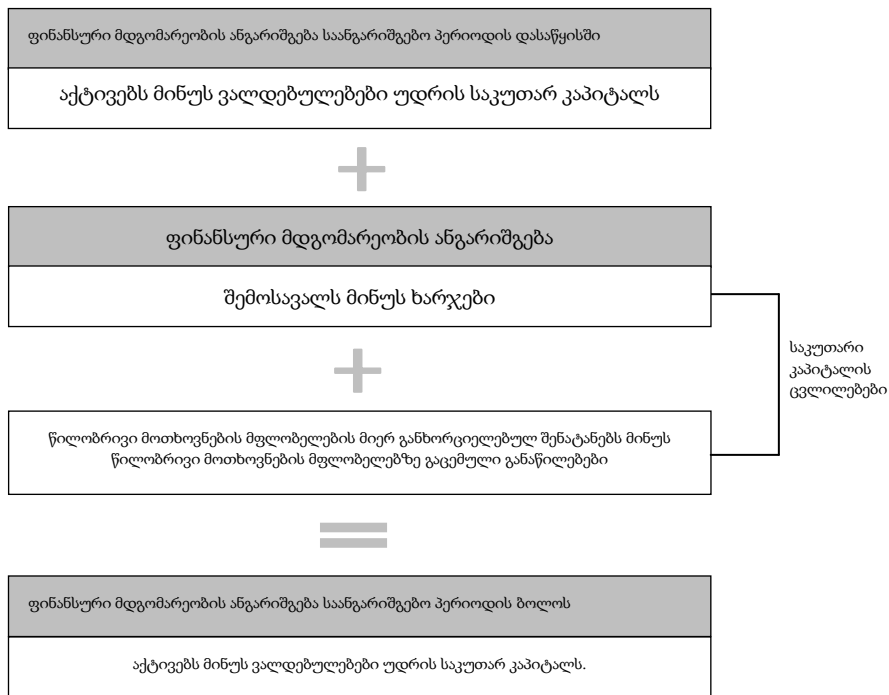 ფინანსური მდგომარეობის ანგარიშგება საანგარიშგებო პერიოდის დასაწყისში
აქტივებს მინუს ვალდებულებები უდრის საკუთარ კაპიტალს
ფინანსური მდგომარეობის ანგარიშგება
შემოსავალს მინუს ხარჯები
საკუთარი
კაპიტალის
ცვლილებები
წილობრივი მოთხოვნების მფლობელების მიერ განხორციელებულ შენატანებს მინუს
წილობრივი მოთხოვნების მფლობელებზე გაცემული განაწილებები
ფინანსური მდგომარეობის ანგარიშგება საანგარიშგებო პერიოდის ბოლოს
აქტივებს მინუს ვალდებულებები უდრის საკუთარ კაპიტალს.